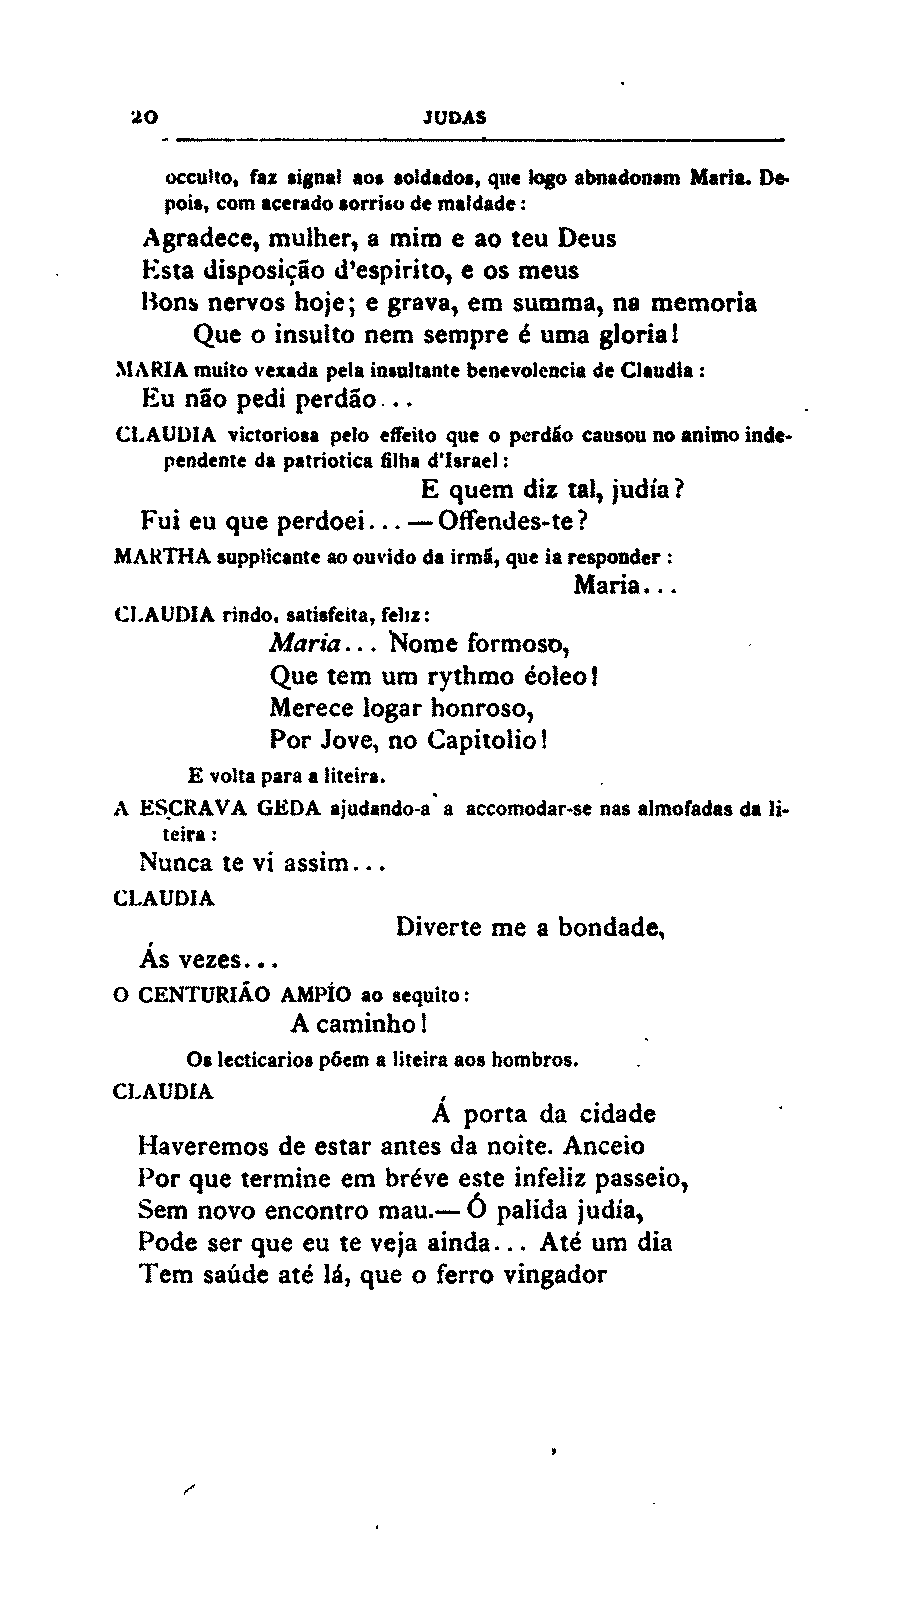 20 JUDAS
occulto, faz signal aos soldados, que logo abnadonam Maria. De-
pois, com acerado sorriso de maldade:
Agradece, mulher, a mim e ao teu Deus
Esta disposição d'espirito, e os meus
Bons nervos hoje; e grava, em summa, na memoria
Que o insulto nem sempre é uma gloria!
MARIA muito vexada pela insultante benevolencia de Claudia:
Eu não pedi perdão...
CLAUDIA victoriosa pelo effeito que o perdão causou no animo inde-
pendente da patriotica filha d'Israel:
E quem diz tal, judía?
Fui eu que perdoei... — Offendes-te?
MARTHA supplicante ao ouvido da irmã, que ia responder:
Maria...
CLAUDIA rindo, satisfeita, feliz:
Maria... Nome formoso,
Que tem um rythmo éoleo!
Merece logar honroso,
Por Jove, no Capitolio!
E volta para a liteira.
A ESCRAVA GEDA ajudando-a a accomodar-se nas almofadas da li-
teira:
Nunca te vi assim...
CLAUDIA
Diverte me a bondade,
Ás vezes...
O CENTURIÃO AMPÍO ao sequito:
A caminho!
Os lecticarios põem a liteira aos hombros.
CLAUDIA
Á porta da cidade
Haveremos de estar antes da noite. Anceio
Por que termine em bréve este infeliz passeio,
Sem novo encontro mau.— Ó palida judía,
Pode ser que eu te veja ainda... Até um dia
Tem saúde até lá, que o ferro vingador